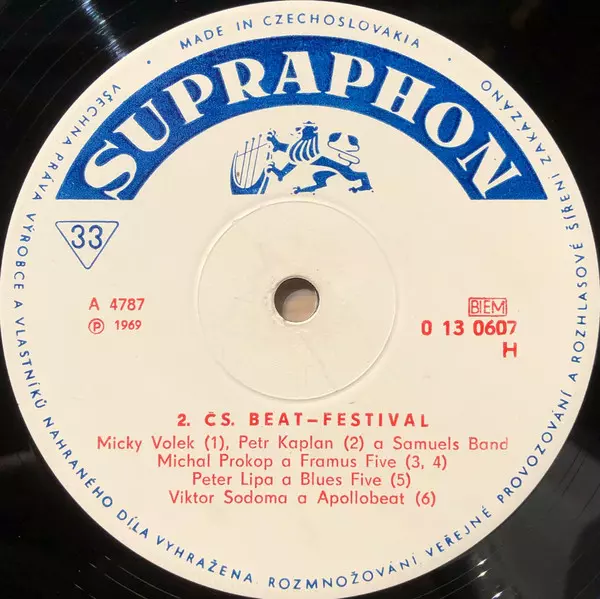 MADE IN CZECHOSLOVAKIA
SUPRAPHON
VŠECHNA PRÁVA VÝROBCE A VLASTNÍKŮ NAHRANÉHO DÍLA VYHRAŽENA. ROZMNOŽOVÁNÍ, VEŘEJNÉ PROVOZOVÁNÍ A ROZHLASOVÉ ŠÍŘENÍ ZAKÁZÁNO
33
A 4787
Ⓟ 1969
BIEM
0 13 0607
H
2. ČS. BEAT–FESTIVAL
Micky Volek (1), Petr Kaplan (2) a Samuels Band
Michal Prokop a Framus Five (3, 4)
Peter Lipa a Blues Five (5)
Viktor Sodoma a Apollobeat (6)